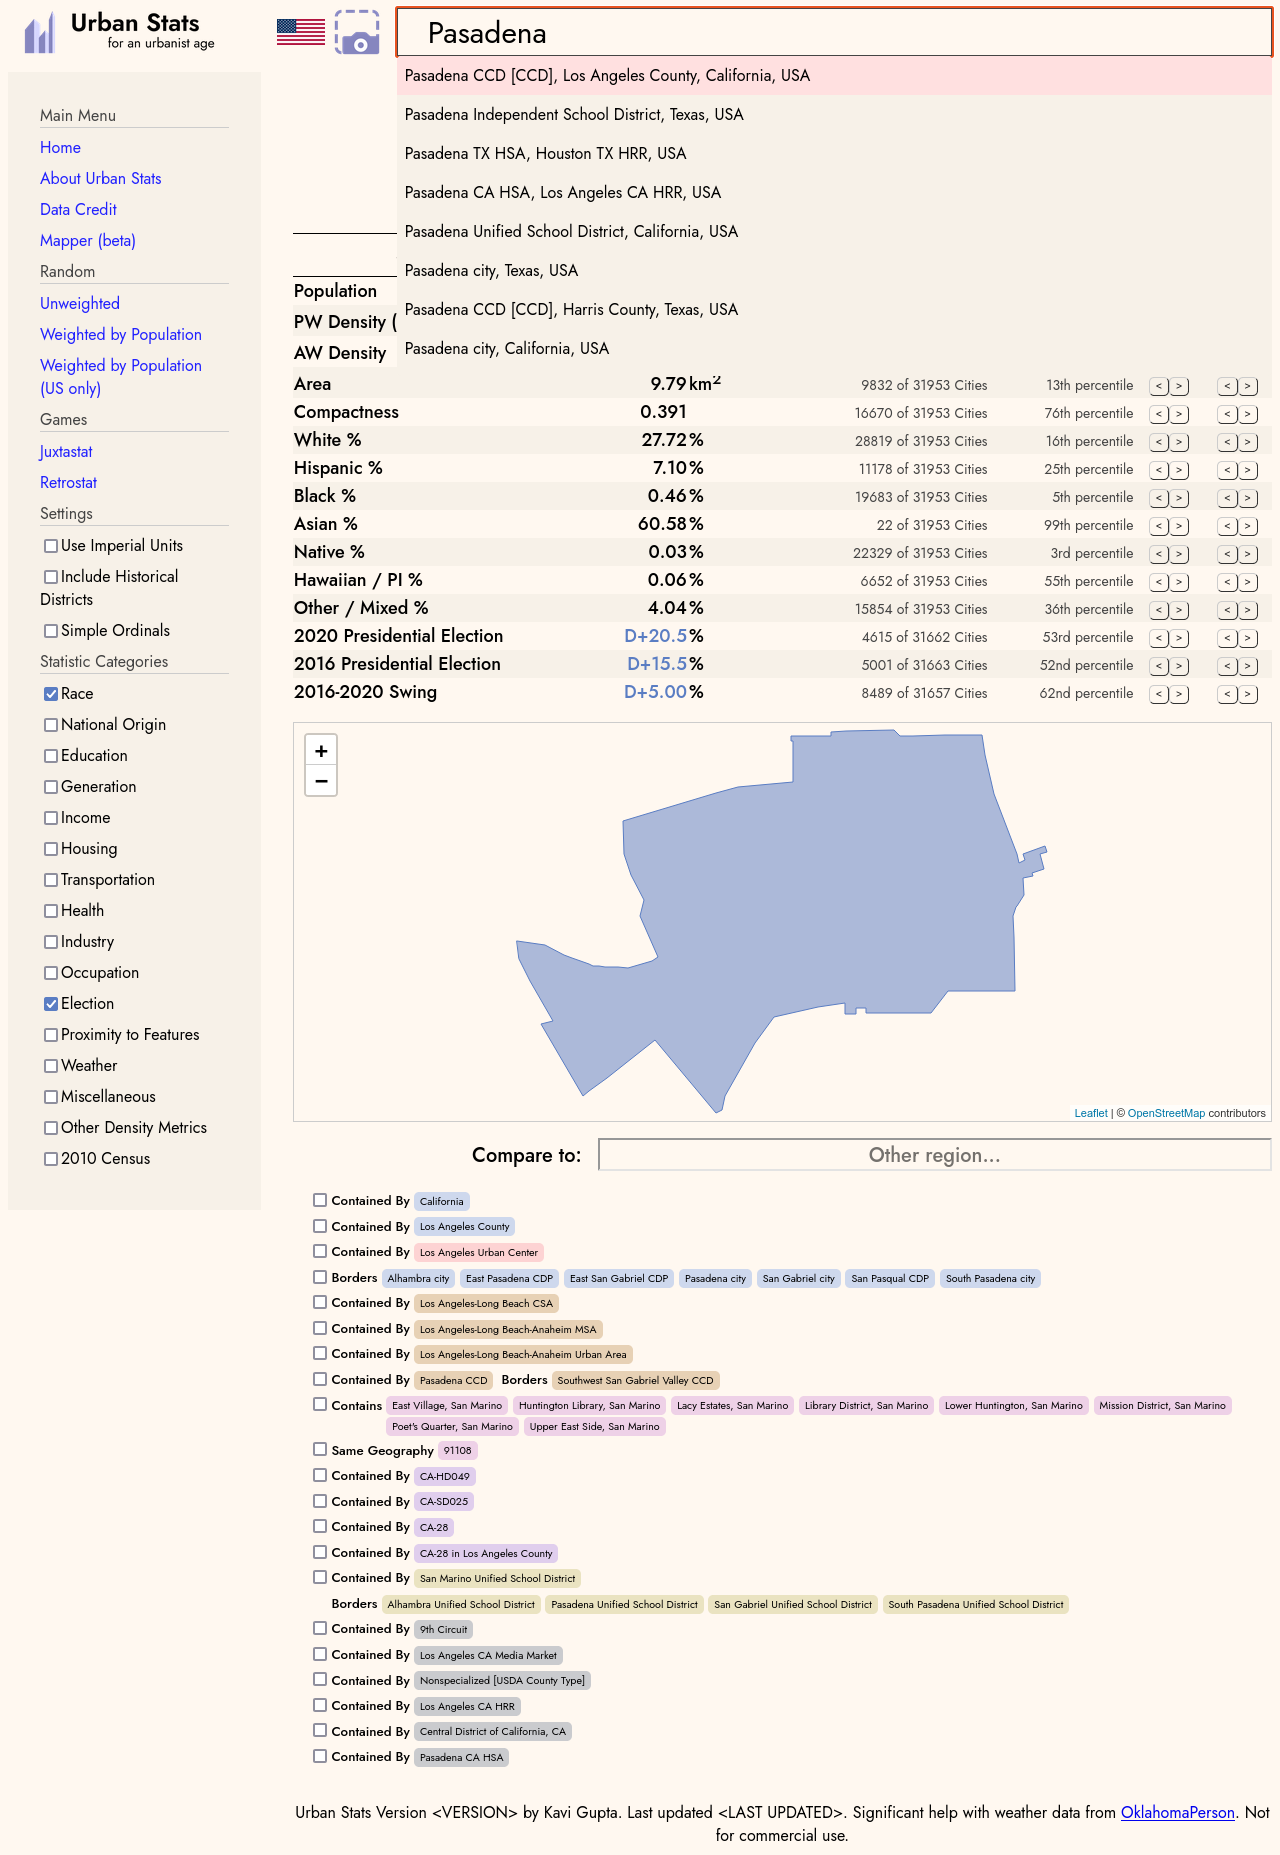 Urban Stats
for an urbanist age
Pasadena
Pasadena CCD [CCD], Los Angeles County, California, USA
Pasadena Independent School District, Texas, USA
Pasadena TX HSA, Houston TX HRR, USA
Pasadena CA HSA, Los Angeles CA HRR, USA
Pasadena Unified School District, California, USA
Pasadena city, Texas, USA
Pasadena CCD [CCD], Harris County, Texas, USA
Pasadena city, California, USA
Main Menu
Home
About Urban Stats
Data Credit
Mapper (beta)
Random
Unweighted
Weighted by Population
Weighted by Population
(US only)
Games
Juxtastat
Retrostat
Settings
Use Imperial Units
Include Historical
Districts
Simple Ordinals
Statistic Categories
Race
National Origin
Education
Generation
Income
Housing
Transportation
Health
Industry
Occupation
Election
Proximity to Features
Weather
Miscellaneous
Other Density Metrics
2010 Census
Population
PW Density (
AW Density
Area 9.79 km² 9832 of 31953 Cities 13th percentile < > < >
Compactness 0.391 16670 of 31953 Cities 76th percentile < > < >
White % 27.72 % 28819 of 31953 Cities 16th percentile < > < >
Hispanic % 7.10 % 11178 of 31953 Cities 25th percentile < > < >
Black % 0.46 % 19683 of 31953 Cities 5th percentile < > < >
Asian % 60.58 % 22 of 31953 Cities 99th percentile < > < >
Native % 0.03 % 22329 of 31953 Cities 3rd percentile < > < >
Hawaiian / PI % 0.06 % 6652 of 31953 Cities 55th percentile < > < >
Other / Mixed % 4.04 % 15854 of 31953 Cities 36th percentile < > < >
2020 Presidential Election D+20.5 % 4615 of 31662 Cities 53rd percentile < > < >
2016 Presidential Election D+15.5 % 5001 of 31663 Cities 52nd percentile < > < >
2016-2020 Swing D+5.00 % 8489 of 31657 Cities 62nd percentile < > < >
+
−
Leaflet | © OpenStreetMap contributors
Compare to: Other region...
Contained By California
Contained By Los Angeles County
Contained By Los Angeles Urban Center
Borders Alhambra city East Pasadena CDP East San Gabriel CDP Pasadena city San Gabriel city San Pasqual CDP South Pasadena city
Contained By Los Angeles-Long Beach CSA
Contained By Los Angeles-Long Beach-Anaheim MSA
Contained By Los Angeles-Long Beach-Anaheim Urban Area
Contained By Pasadena CCD Borders Southwest San Gabriel Valley CCD
Contains East Village, San Marino Huntington Library, San Marino Lacy Estates, San Marino Library District, San Marino Lower Huntington, San Marino Mission District, San Marino
Poet's Quarter, San Marino Upper East Side, San Marino
Same Geography 91108
Contained By CA-HD049
Contained By CA-SD025
Contained By CA-28
Contained By CA-28 in Los Angeles County
Contained By San Marino Unified School District
Borders Alhambra Unified School District Pasadena Unified School District San Gabriel Unified School District South Pasadena Unified School District
Contained By 9th Circuit
Contained By Los Angeles CA Media Market
Contained By Nonspecialized [USDA County Type]
Contained By Los Angeles CA HRR
Contained By Central District of California, CA
Contained By Pasadena CA HSA
Urban Stats Version <VERSION> by Kavi Gupta. Last updated <LAST UPDATED>. Significant help with weather data from OklahomaPerson. Not
for commercial use.